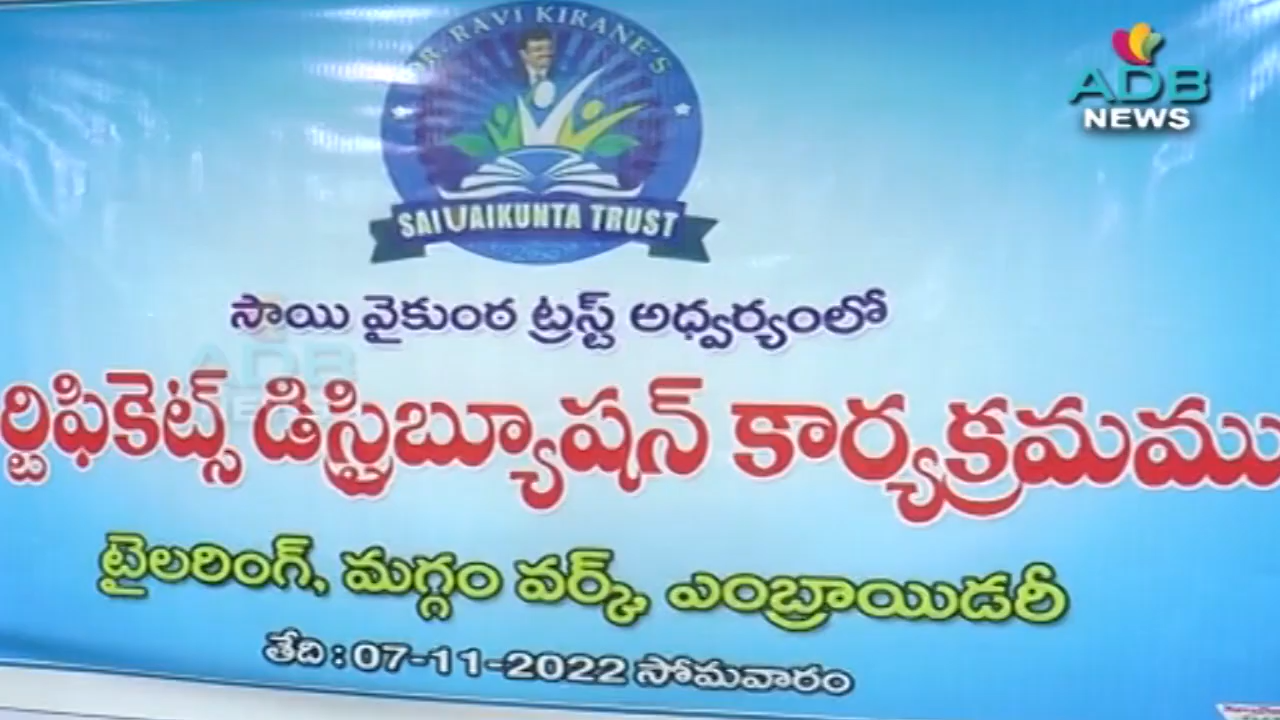 DR. RAVI KIRANE'S
SAI VAIKUNTA TRUST
ADB
NEWS
సాయి వైకుంఠ ట్రస్ట్ అధ్వర్యంలో
ర్టిఫికెట్స్ డిస్ట్రిబ్యూషన్ కార్యక్రమము
టైలరింగ్, మగ్గం వర్క్, ఎంబ్రాయిడరీ
తేది : 07-11-2022 సోమవారం